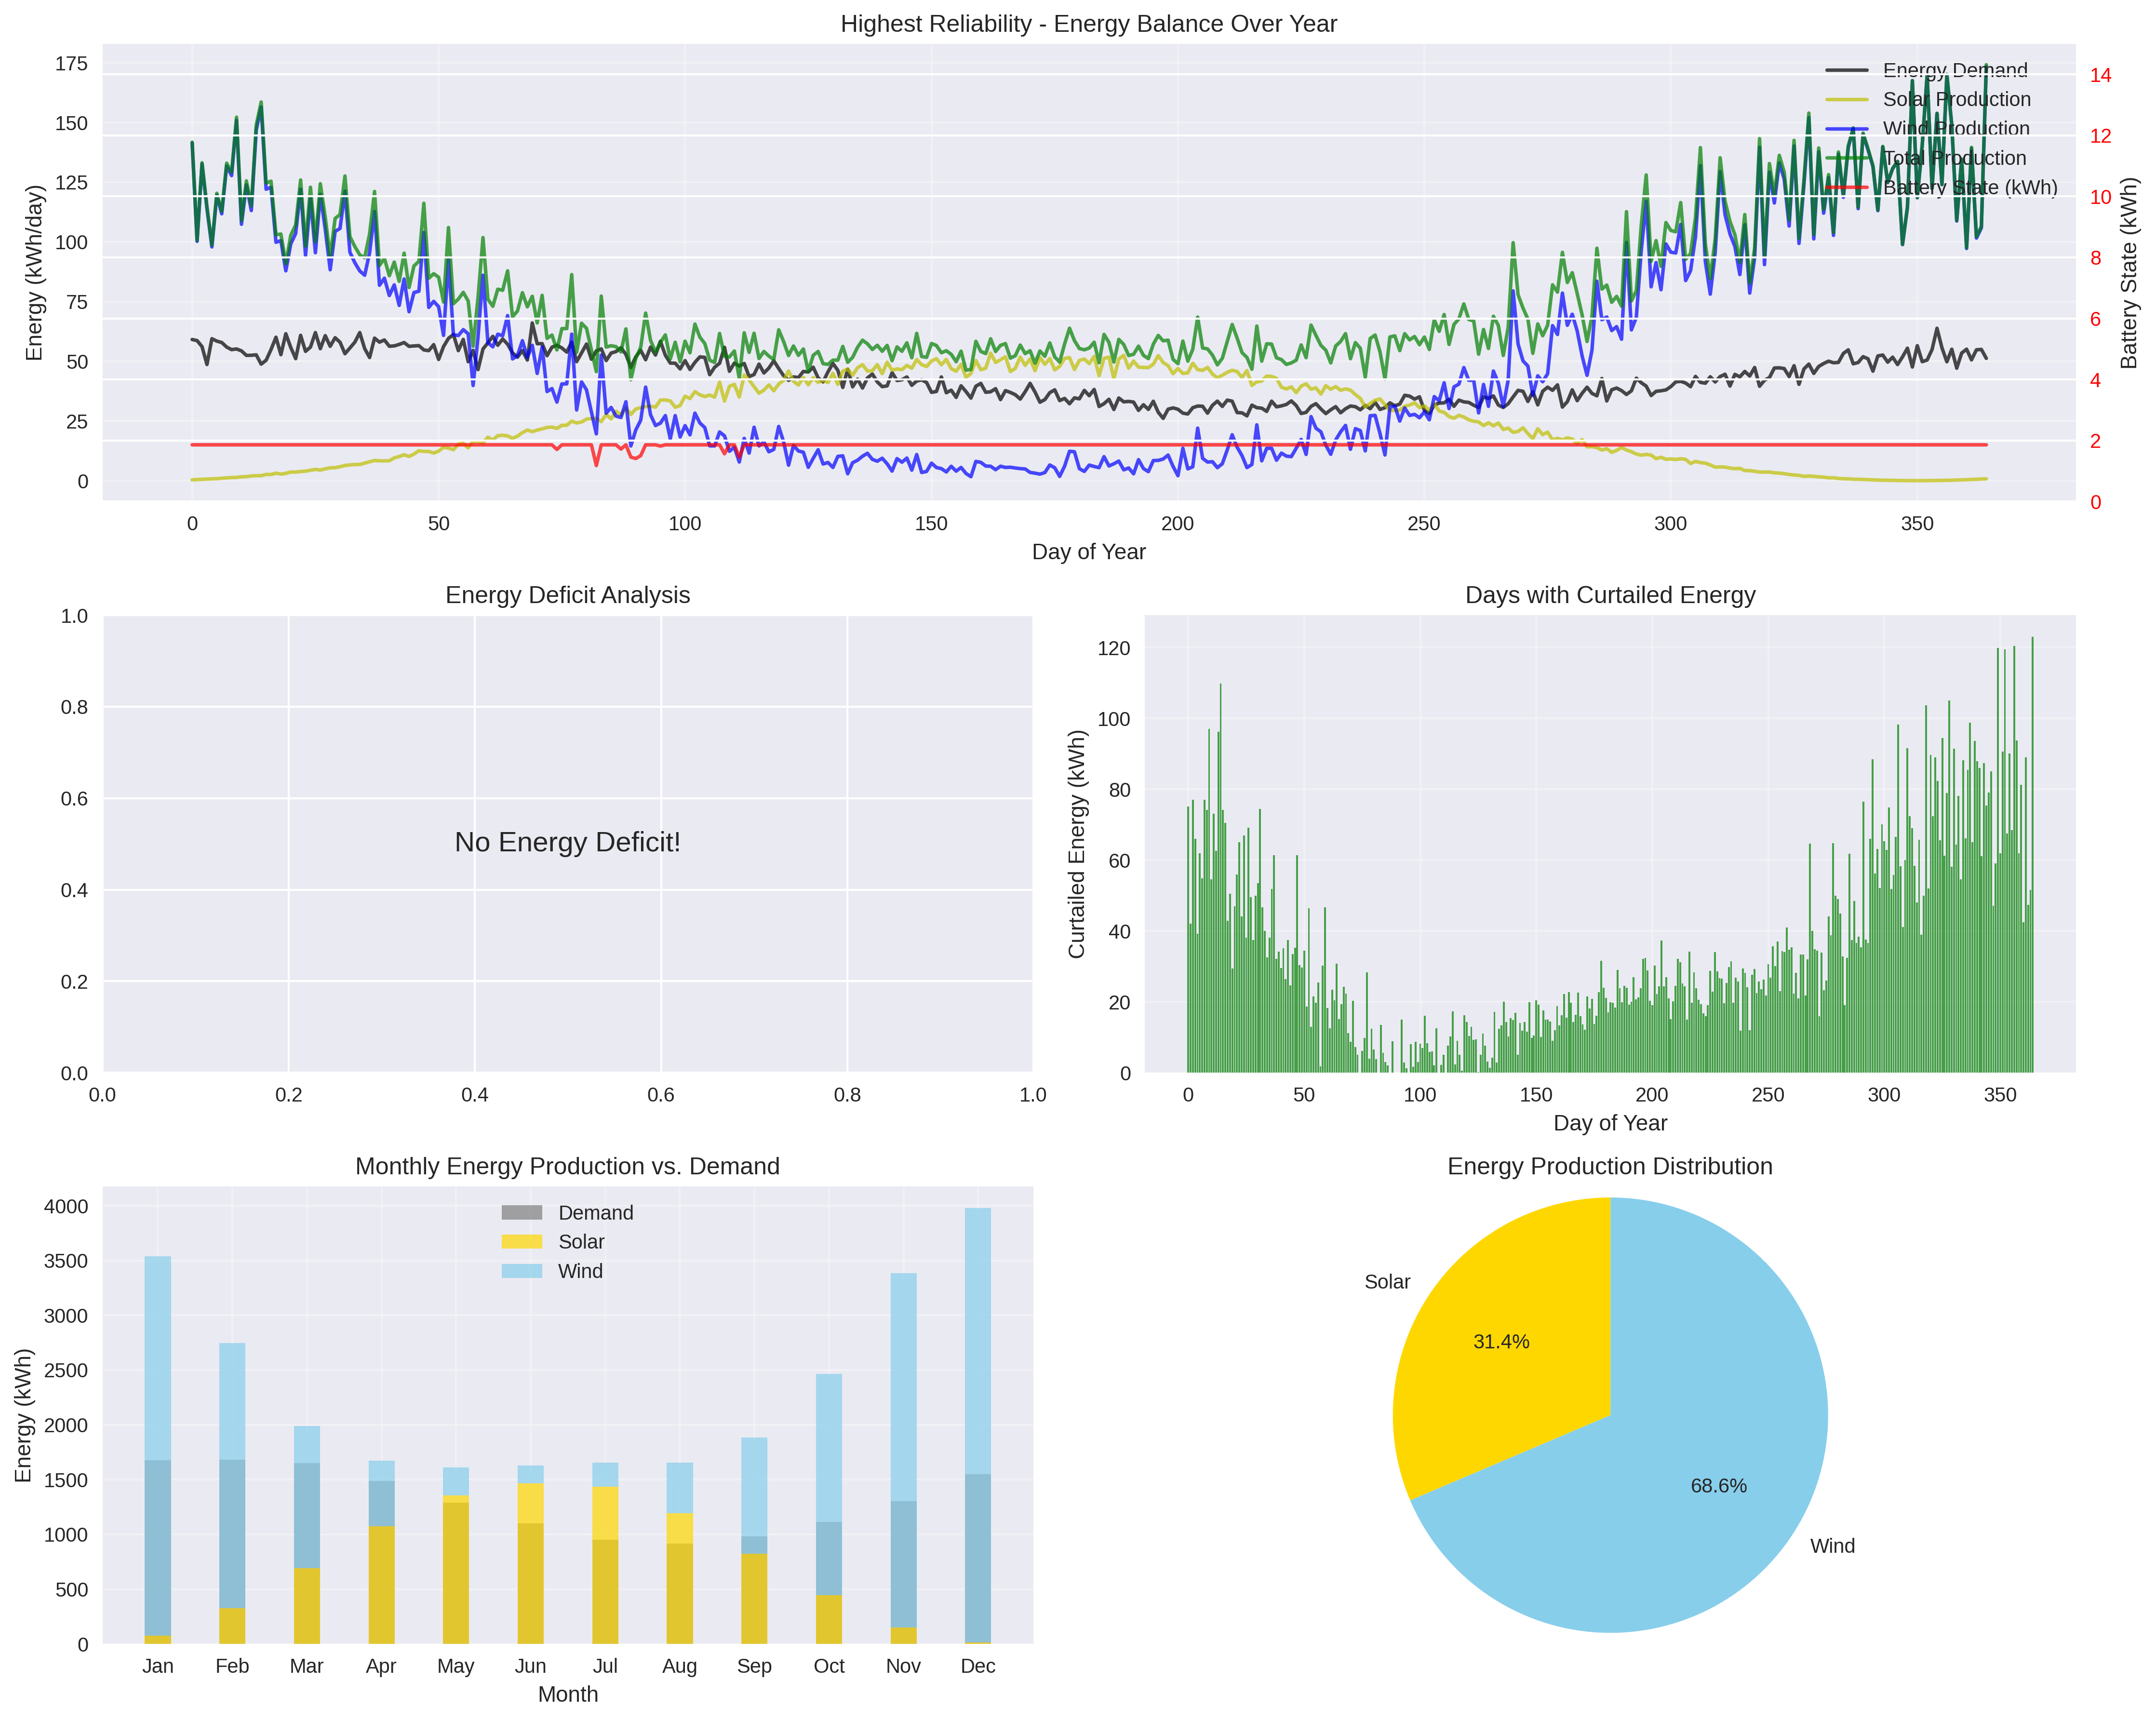 Highest Reliability - Energy Balance Over Year
Energy (kWh/day)
175
150
125
100
75
50
25
0
Energy Demand
Solar Production
Wind Production
Total Production
Battery State (kWh)
14
12
10
8
6
4
2
0
Battery State (kWh)
0 50 100 150 200 250 300 350
Day of Year
Energy Deficit Analysis
1.0
0.8
0.6
0.4
0.2
0.0
No Energy Deficit!
0.0 0.2 0.4 0.6 0.8 1.0
Days with Curtailed Energy
Curtailed Energy (kWh)
120
100
80
60
40
20
0
0 50 100 150 200 250 300 350
Day of Year
Monthly Energy Production vs. Demand
Energy (kWh)
4000
3500
3000
2500
2000
1500
1000
500
0
Demand
Solar
Wind
Jan Feb Mar Apr May Jun Jul Aug Sep Oct Nov Dec
Month
Energy Production Distribution
Solar
31.4%
68.6%
Wind